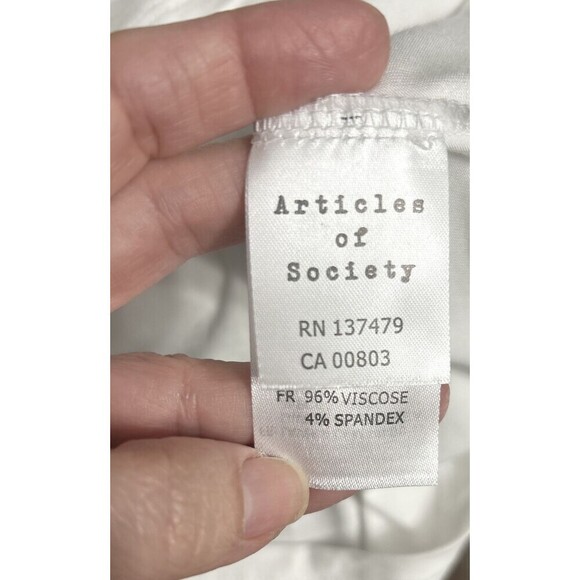 Articles
of
Society
RN 137479
CA 00803
FR 96% VISCOSE
4% SPANDEX